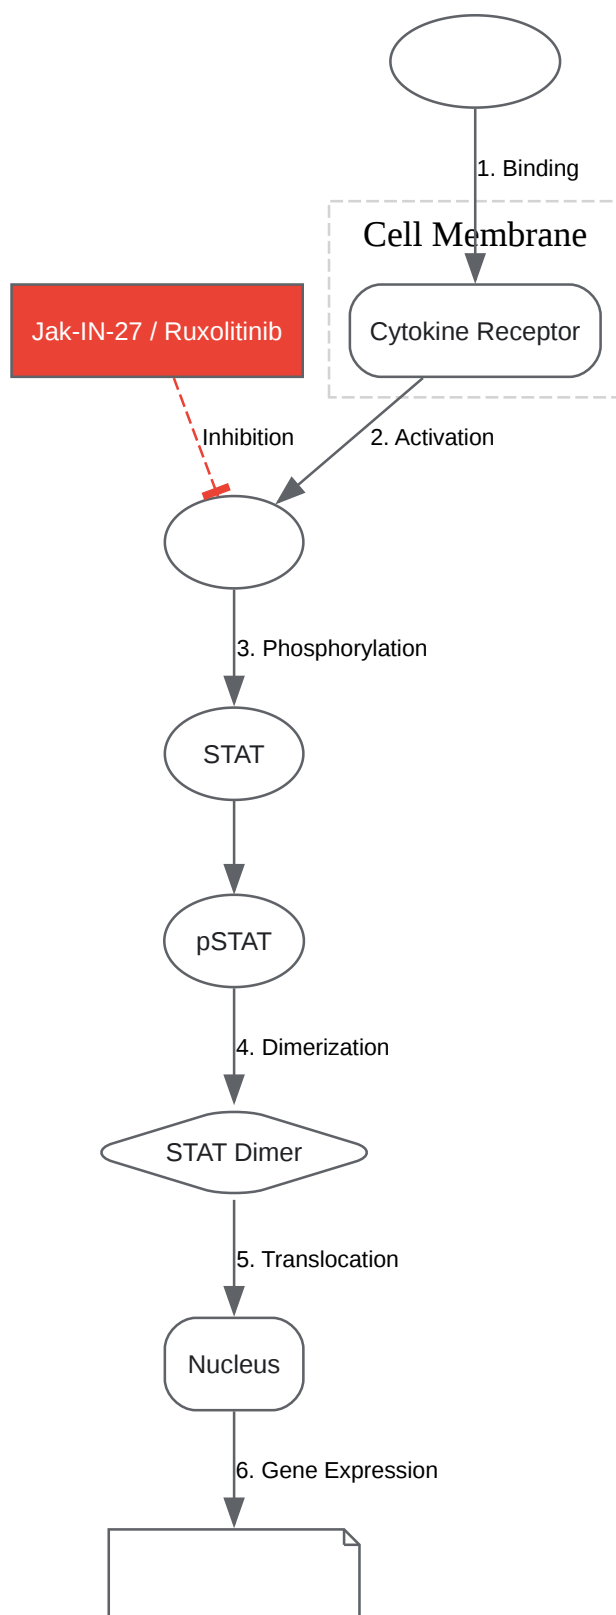 1. Binding
Cell Membrane
Jak-IN-27 / Ruxolitinib
Cytokine Receptor
Inhibition
2. Activation
3. Phosphorylation
STAT
pSTAT
4. Dimerization
STAT Dimer
5. Translocation
Nucleus
6. Gene Expression